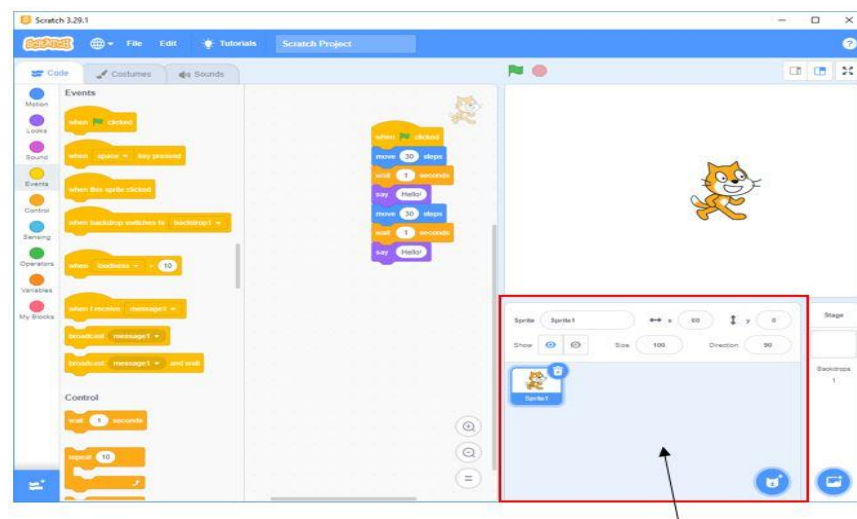 Scratch 3.29.1
SCRATCH File Edit Tutorials Scratch Project
Code Costumes Sounds
Motion
Looks
Sound
Events
Control
Sensing
Operators
Variables
My Blocks
Events
when clicked
when space key pressed
when this sprite clicked
when backdrop switches to backdrop1
when loudness > 10
when I receive message1
broadcast message1
broadcast message1 and wait
Control
wait 1 seconds
repeat 10
when clicked
move 30 steps
wait 1 seconds
say Hello!
move 30 steps
wait 1 seconds
say Hello!
Sprite Sprite1 x 60 y 0
Show Size 100 Direction 90
Sprite1
Stage
Backdrops
1